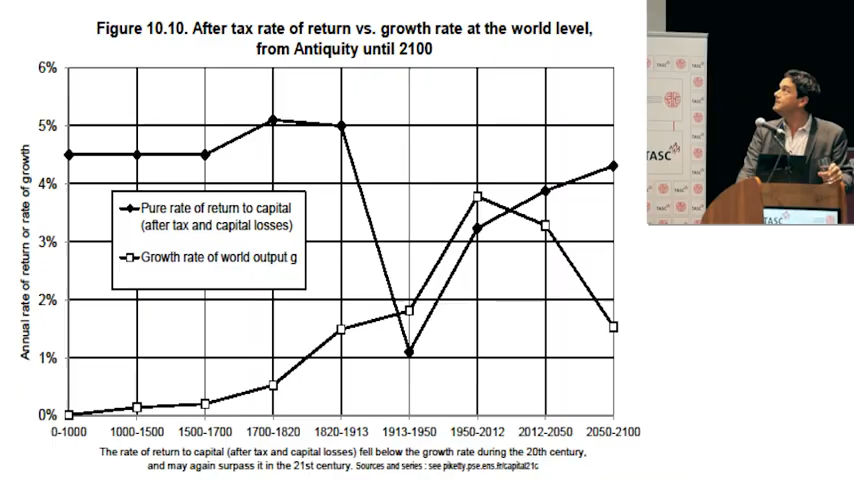 Figure 10.10. After tax rate of return vs. growth rate at the world level,
from Antiquity until 2100
6%
5%
4%
3%
2%
1%
0%
Annual rate of return or rate of growth
Pure rate of return to capital
(after tax and capital losses)
Growth rate of world output g
0-1000 1000-1500 1500-1700 1700-1820 1820-1913 1913-1950 1950-2012 2012-2050 2050-2100
The rate of return to capital (after tax and capital losses) fell below the growth rate during the 20th century,
and may again surpass it in the 21st century. Sources and series : see piketty.pse.ens.fr/capital21c
TASC
TASC